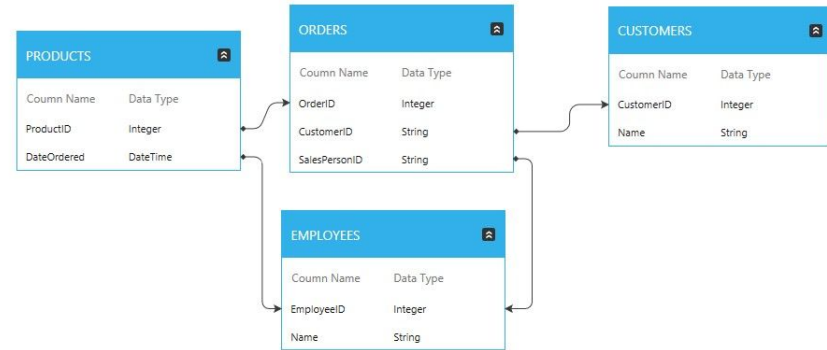 PRODUCTS
Coumn Name Data Type
ProductID Integer
DateOrdered DateTime
ORDERS
Coumn Name Data Type
OrderID Integer
CustomerID String
SalesPersonID String
CUSTOMERS
Coumn Name Data Type
CustomerID Integer
Name String
EMPLOYEES
Coumn Name Data Type
EmployeeID Integer
Name String